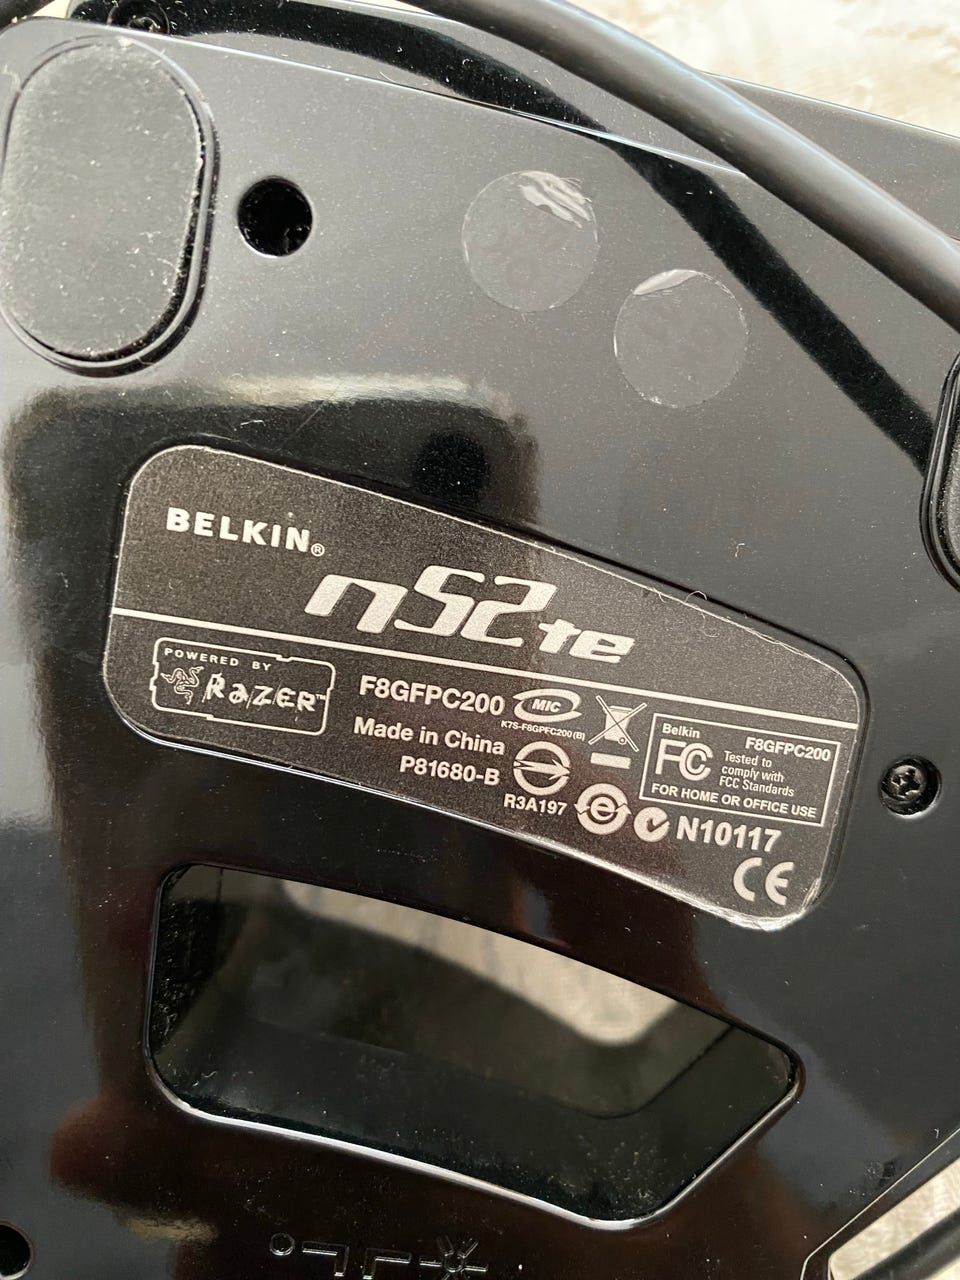 BELKIN®
n52te
POWERED BY
RAZER™
F8GFPC200
MIC
K7S-F8GPFC200(B)
Made in China
P81680-B
R3A197
Belkin
F8GFPC200
FC
Tested to
comply with
FCC Standards
FOR HOME OR OFFICE USE
e
N10117
CE